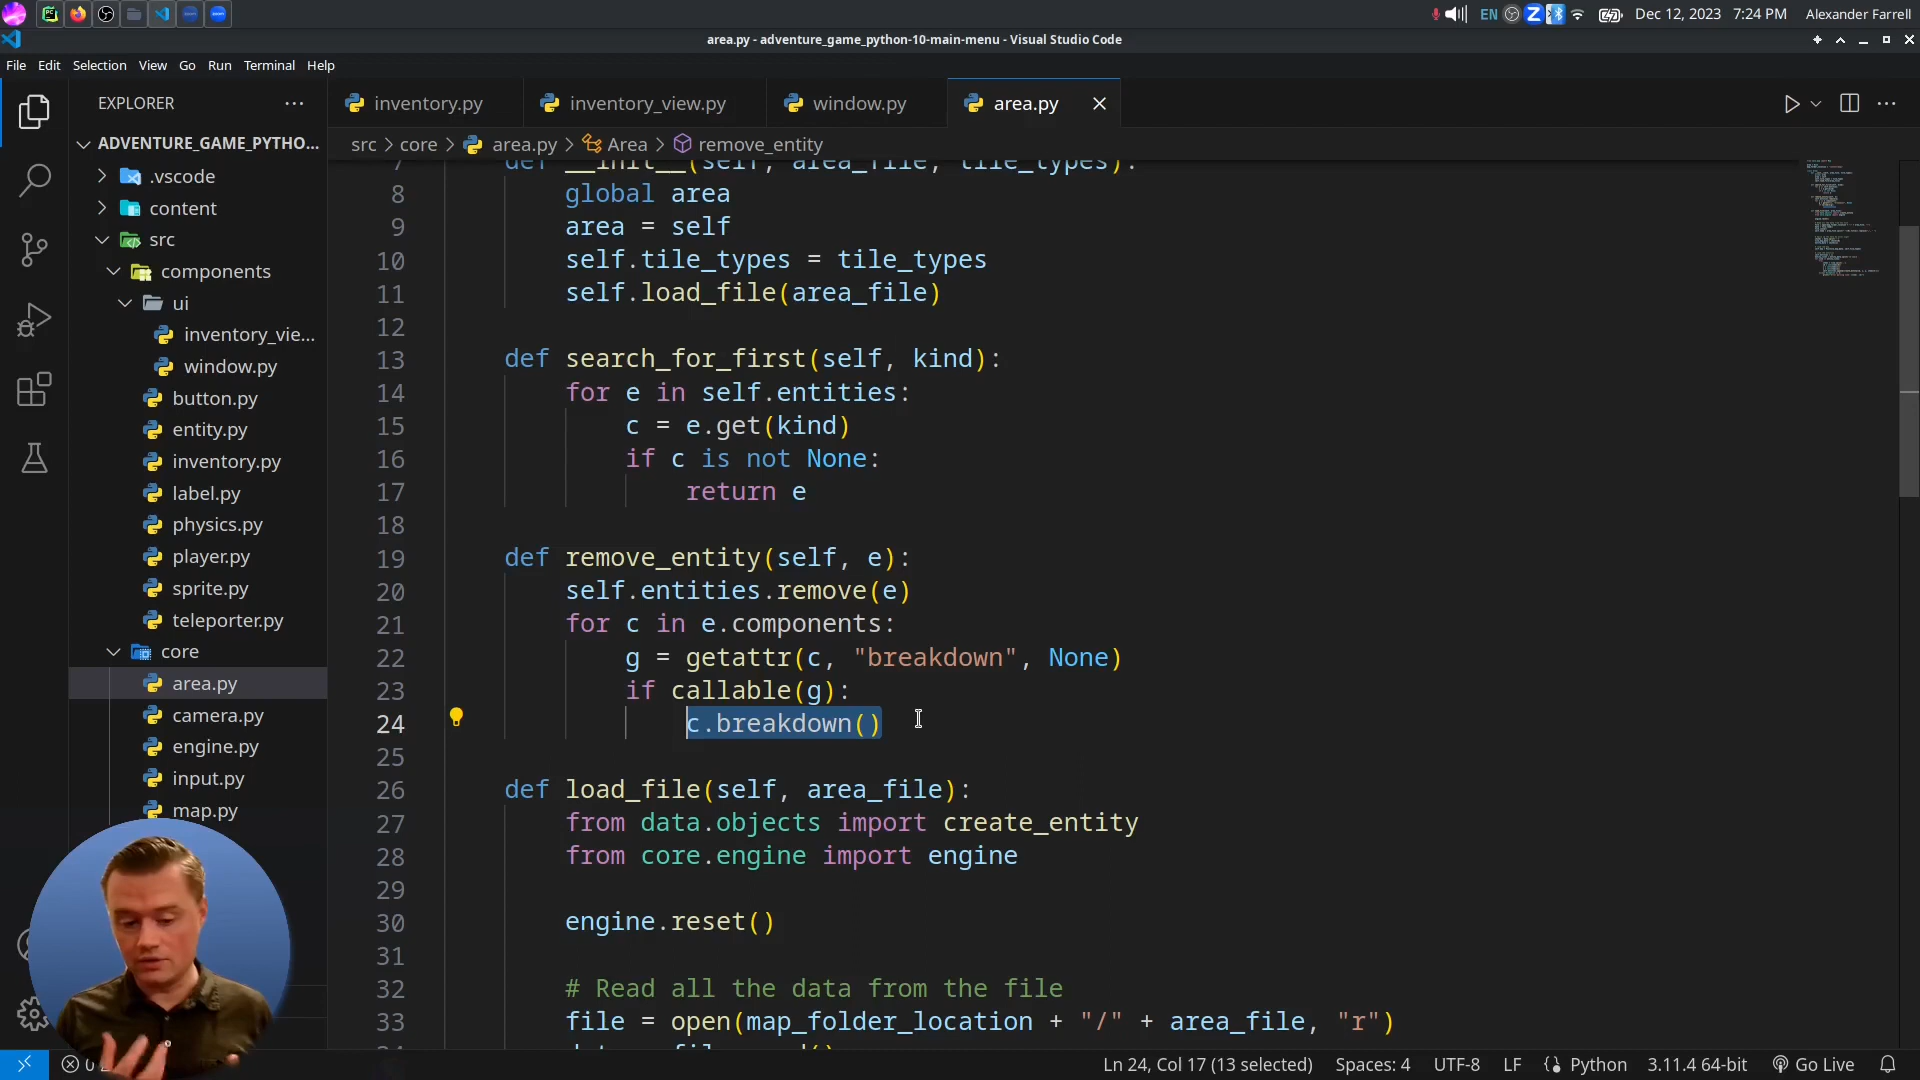 EN
Dec 12, 2023 7:24 PM
Alexander Farrell
area.py - adventure_game_python-10-main-menu - Visual Studio Code
File Edit Selection View Go Run Terminal Help
EXPLORER
ADVENTURE_GAME_PYTHO...
.vscode
content
src
components
ui
inventory_vie...
window.py
button.py
entity.py
inventory.py
label.py
physics.py
player.py
sprite.py
teleporter.py
core
area.py
camera.py
engine.py
input.py
map.py
inventory.py inventory_view.py window.py area.py
src > core > area.py > Area > remove_entity
7 def __init__(self, area_file, tile_types):
8 global area
9 area = self
10 self.tile_types = tile_types
11 self.load_file(area_file)
12
13 def search_for_first(self, kind):
14 for e in self.entities:
15 c = e.get(kind)
16 if c is not None:
17 return e
18
19 def remove_entity(self, e):
20 self.entities.remove(e)
21 for c in e.components:
22 g = getattr(c, "breakdown", None)
23 if callable(g):
24 c.breakdown()
25
26 def load_file(self, area_file):
27 from data.objects import create_entity
28 from core.engine import engine
29
30 engine.reset()
31
32 # Read all the data from the file
33 file = open(map_folder_location + "/" + area_file, "r")
0
Ln 24, Col 17 (13 selected) Spaces: 4 UTF-8 LF Python 3.11.4 64-bit Go Live